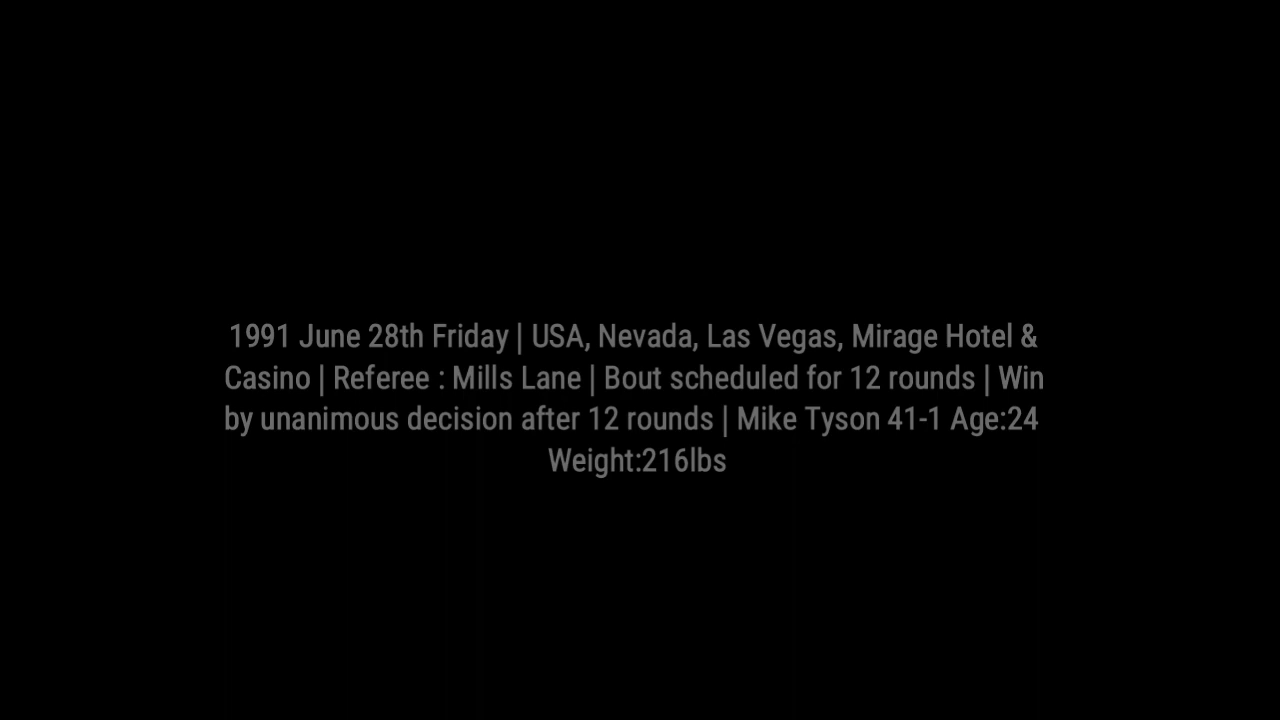 1991 June 28th Friday | USA, Nevada, Las Vegas, Mirage Hotel &
Casino | Referee : Mills Lane | Bout scheduled for 12 rounds | Win
by unanimous decision after 12 rounds | Mike Tyson 41-1 Age:24
Weight:216lbs